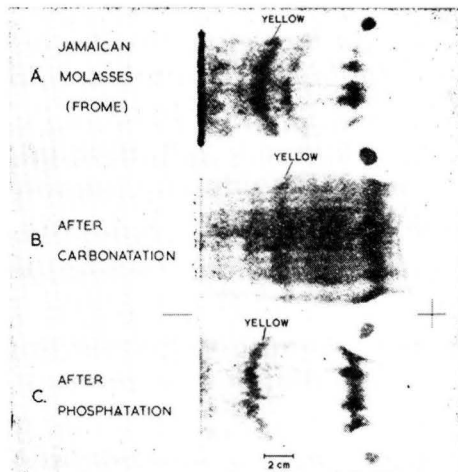 YELLOW
JAMAICAN
A. MOLASSES
(FROME)
YELLOW
AFTER
B.
CARBONATATION
YELLOW
AFTER
C.
PHOSPHATATION
2 cm